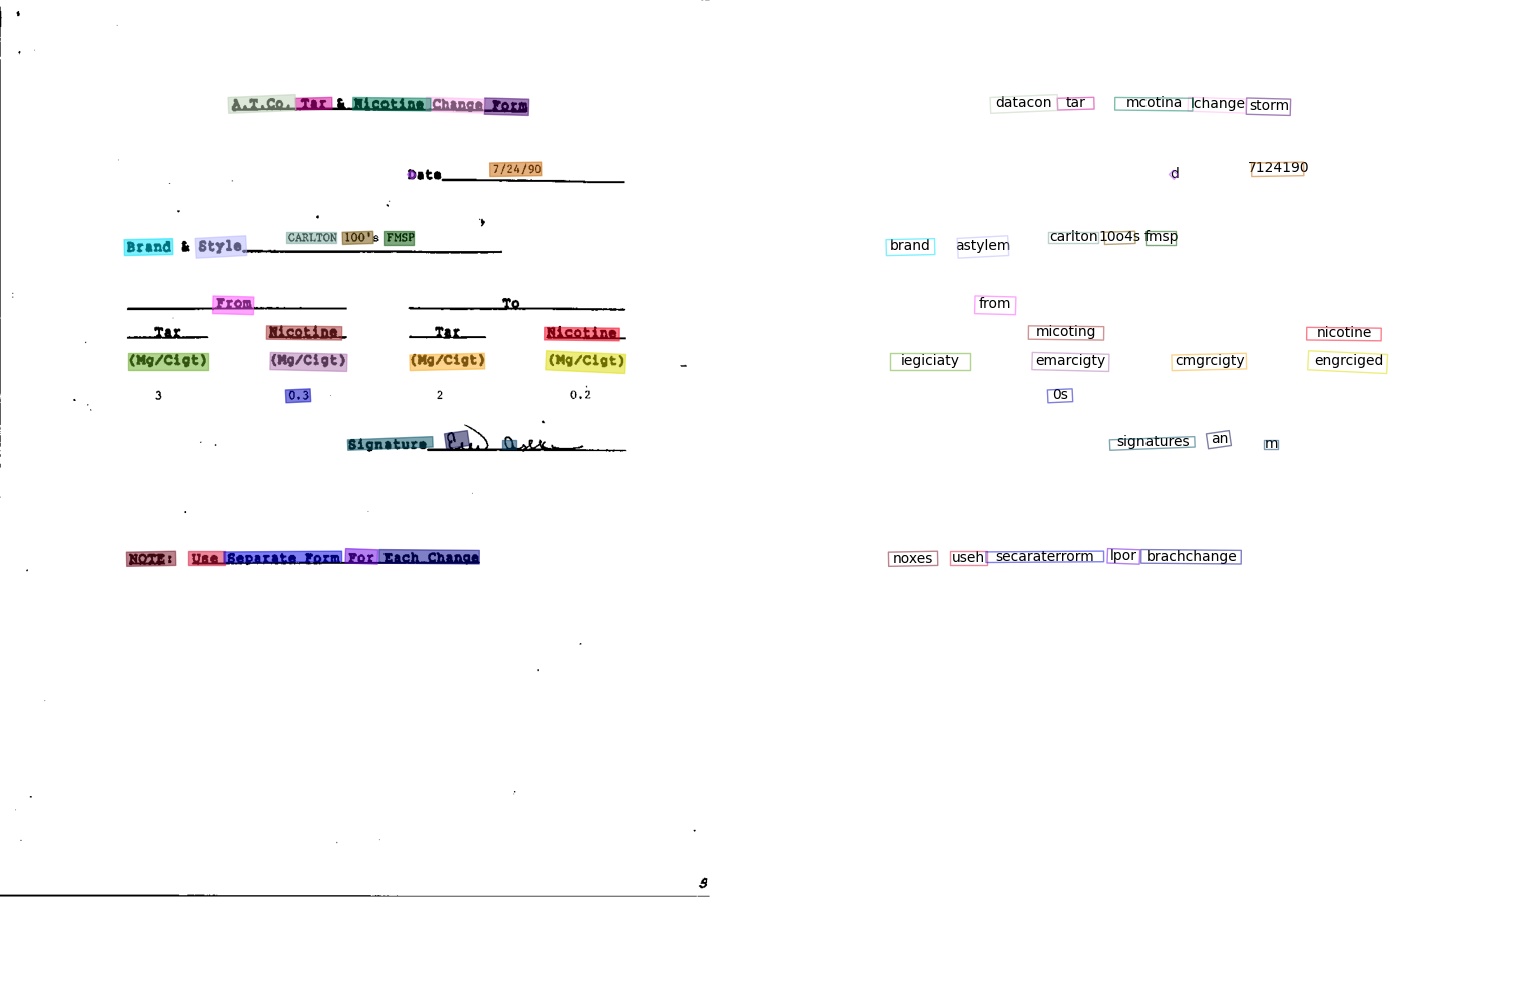 A.T.Co. Tar & Nicotine Change Form datacon tar mcotina lchange storm
Date 7/24/90 d 7124190
Brand & Style CARLTON 100's FMSP brand astylem carlton 10o4s fmsp
From To from
Tar Nicotine Tar Nicotine micoting nicotine
(Mg/Cigt) (Mg/Cigt) (Mg/Cigt) (Mg/Cigt) iegiciaty emarcigty cmgrcigty engrciged
3 0.3 2 0.2 0s
Signature signatures an m
NOTE: Use Separate Form For Each Change noxes useh secaraterrorm lpor brachchange